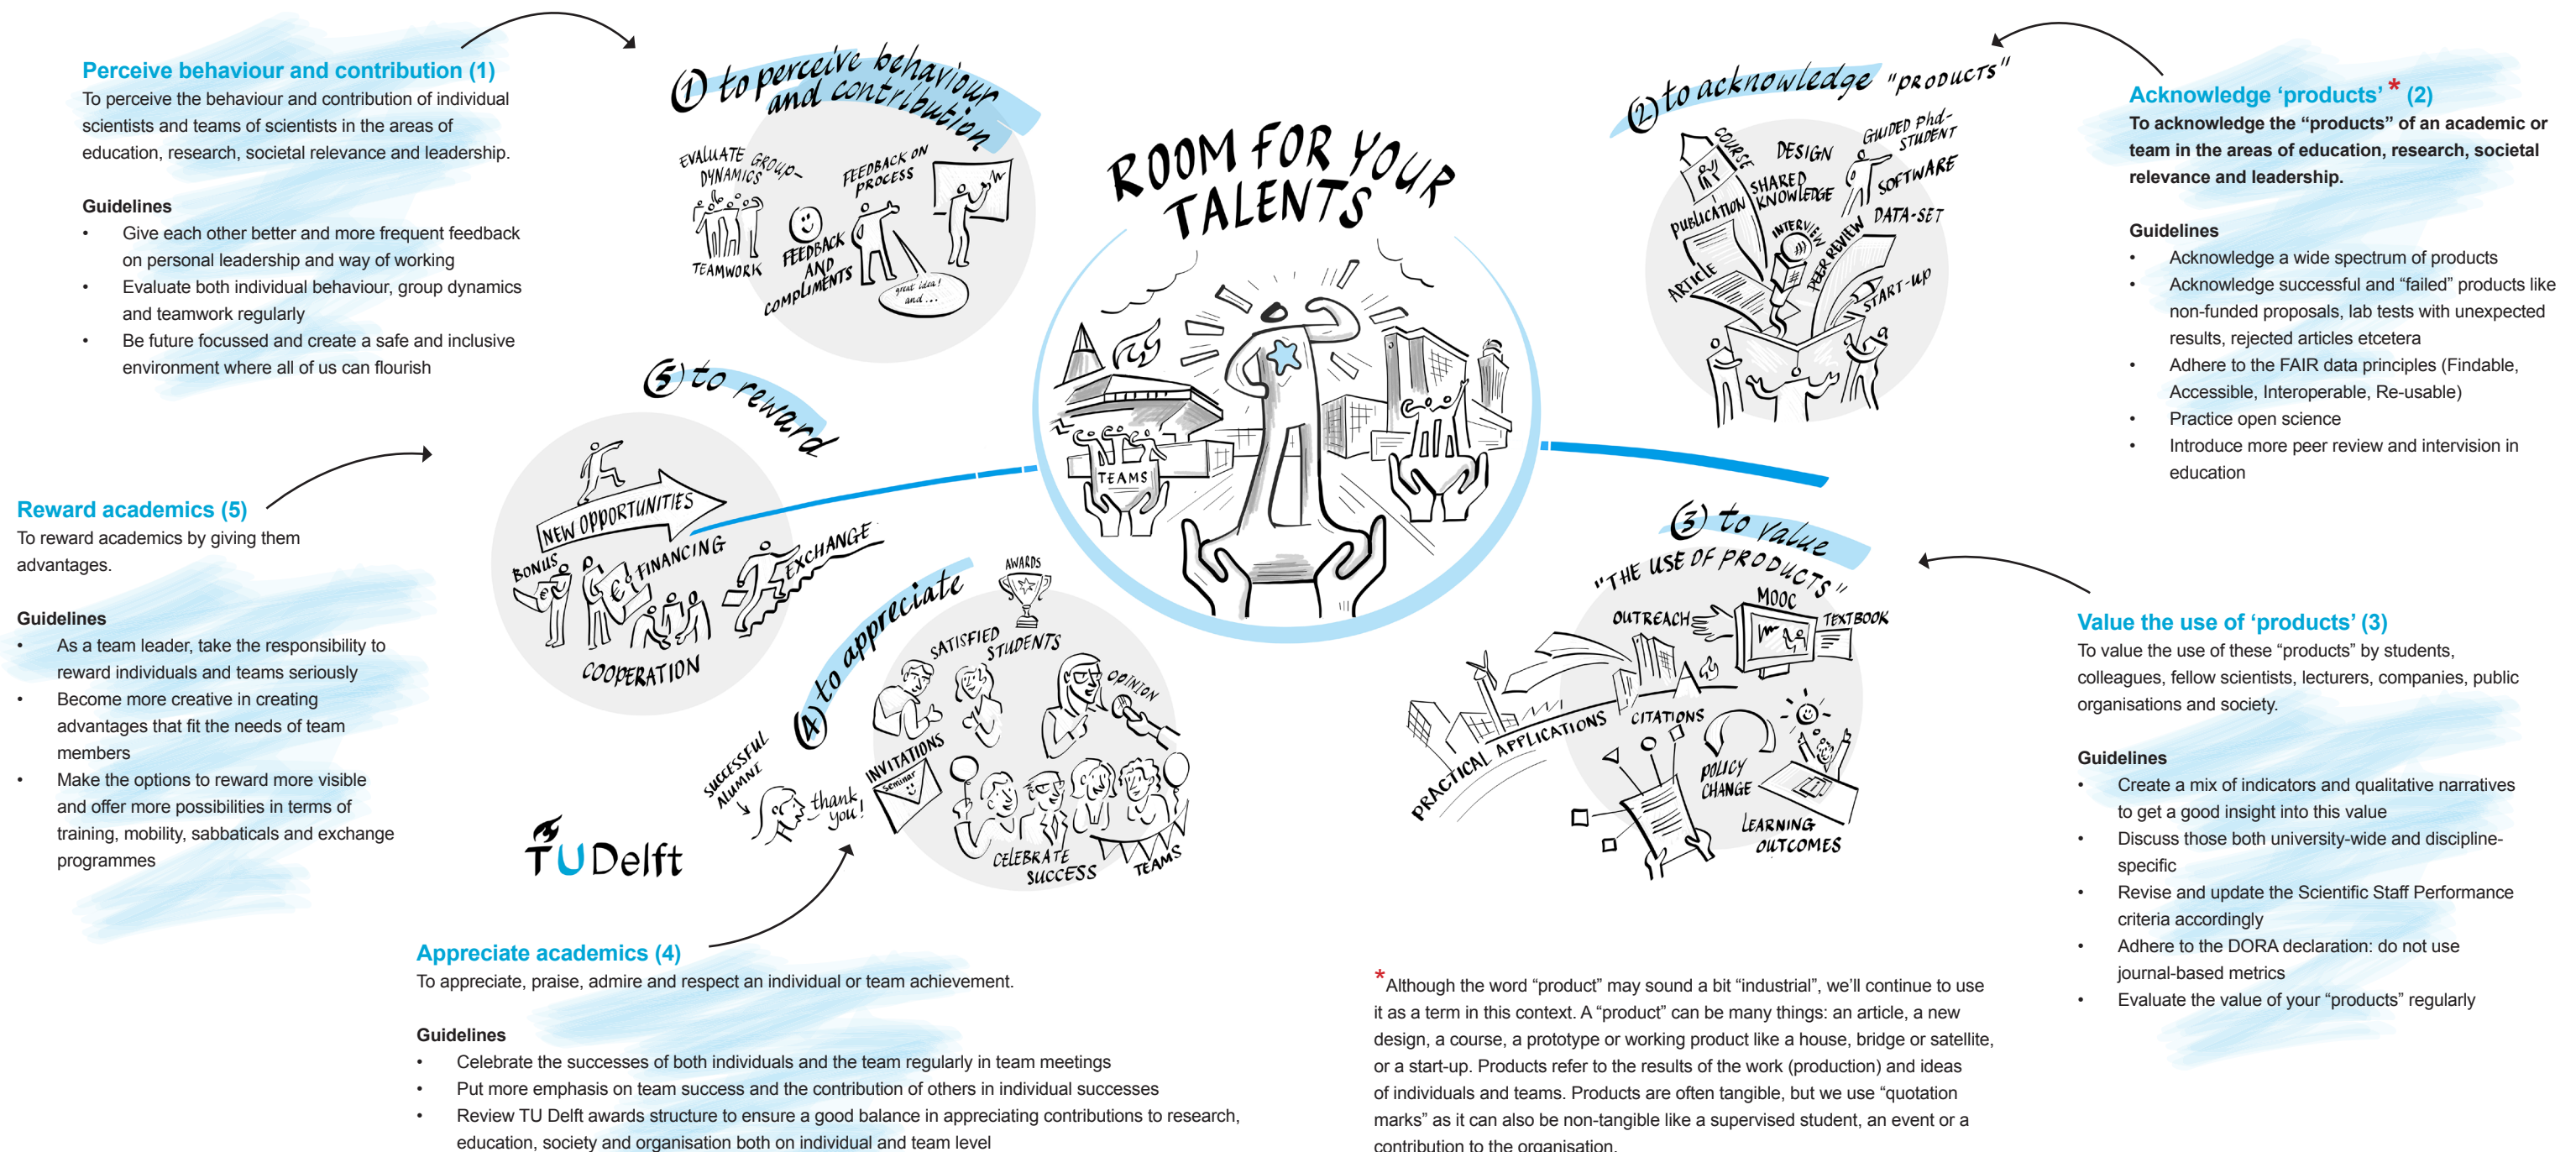 Perceive behaviour and contribution (1)
To perceive the behaviour and contribution of individual
scientists and teams of scientists in the areas of
education, research, societal relevance and leadership.
Guidelines
• Give each other better and more frequent feedback
on personal leadership and way of working
• Evaluate both individual behaviour, group dynamics
and teamwork regularly
• Be future focussed and create a safe and inclusive
environment where all of us can flourish
1 to perceive behaviour
and contribution
EVALUATE GROUP-
DYNAMICS
TEAMWORK
FEEDBACK
AND
COMPLIMENTS
FEEDBACK ON
PROCESS
great idea!
and...
ROOM FOR YOUR
TALENTS
TEAMS
2 to acknowledge "PRODUCTS"
COURSE
DESIGN
GUIDED Phd-
STUDENT
SHARED
KNOWLEDGE
SOFTWARE
PUBLICATION
INTERVIEW
PEER REVIEW
DATA-SET
ARTICLE
START-UP
Acknowledge ‘products’ * (2)
To acknowledge the “products” of an academic or
team in the areas of education, research, societal
relevance and leadership.
Guidelines
• Acknowledge a wide spectrum of products
• Acknowledge successful and “failed” products like
non-funded proposals, lab tests with unexpected
results, rejected articles etcetera
• Adhere to the FAIR data principles (Findable,
Accessible, Interoperable, Re-usable)
• Practice open science
• Introduce more peer review and intervision in
education
3 to value
"THE USE OF PRODUCTS"
OUTREACH
MOOC
TEXTBOOK
PRACTICAL APPLICATIONS
CITATIONS
POLICY
CHANGE
LEARNING
OUTCOMES
Value the use of ‘products’ (3)
To value the use of these “products” by students,
colleagues, fellow scientists, lecturers, companies, public
organisations and society.
Guidelines
• Create a mix of indicators and qualitative narratives
to get a good insight into this value
• Discuss those both university-wide and discipline-
specific
• Revise and update the Scientific Staff Performance
criteria accordingly
• Adhere to the DORA declaration: do not use
journal-based metrics
• Evaluate the value of your “products” regularly
4 to appreciate
AWARDS
SATISFIED
STUDENTS
OPINION
INVITATIONS
Seminar
SUCCESSFUL
ALUMNI
thank
you!
CELEBRATE
SUCCESS
TEAMS
Appreciate academics (4)
To appreciate, praise, admire and respect an individual or team achievement.
Guidelines
• Celebrate the successes of both individuals and the team regularly in team meetings
• Put more emphasis on team success and the contribution of others in individual successes
• Review TU Delft awards structure to ensure a good balance in appreciating contributions to research,
education, society and organisation both on individual and team level
5 to reward
NEW OPPORTUNITIES
BONUS
€
€
FINANCING
EXCHANGE
COOPERATION
Reward academics (5)
To reward academics by giving them
advantages.
Guidelines
• As a team leader, take the responsibility to
reward individuals and teams seriously
• Become more creative in creating
advantages that fit the needs of team
members
• Make the options to reward more visible
and offer more possibilities in terms of
training, mobility, sabbaticals and exchange
programmes
TU Delft
*Although the word “product” may sound a bit “industrial”, we’ll continue to use
it as a term in this context. A “product” can be many things: an article, a new
design, a course, a prototype or working product like a house, bridge or satellite,
or a start-up. Products refer to the results of the work (production) and ideas
of individuals and teams. Products are often tangible, but we use “quotation
marks” as it can also be non-tangible like a supervised student, an event or a
contribution to the organisation.